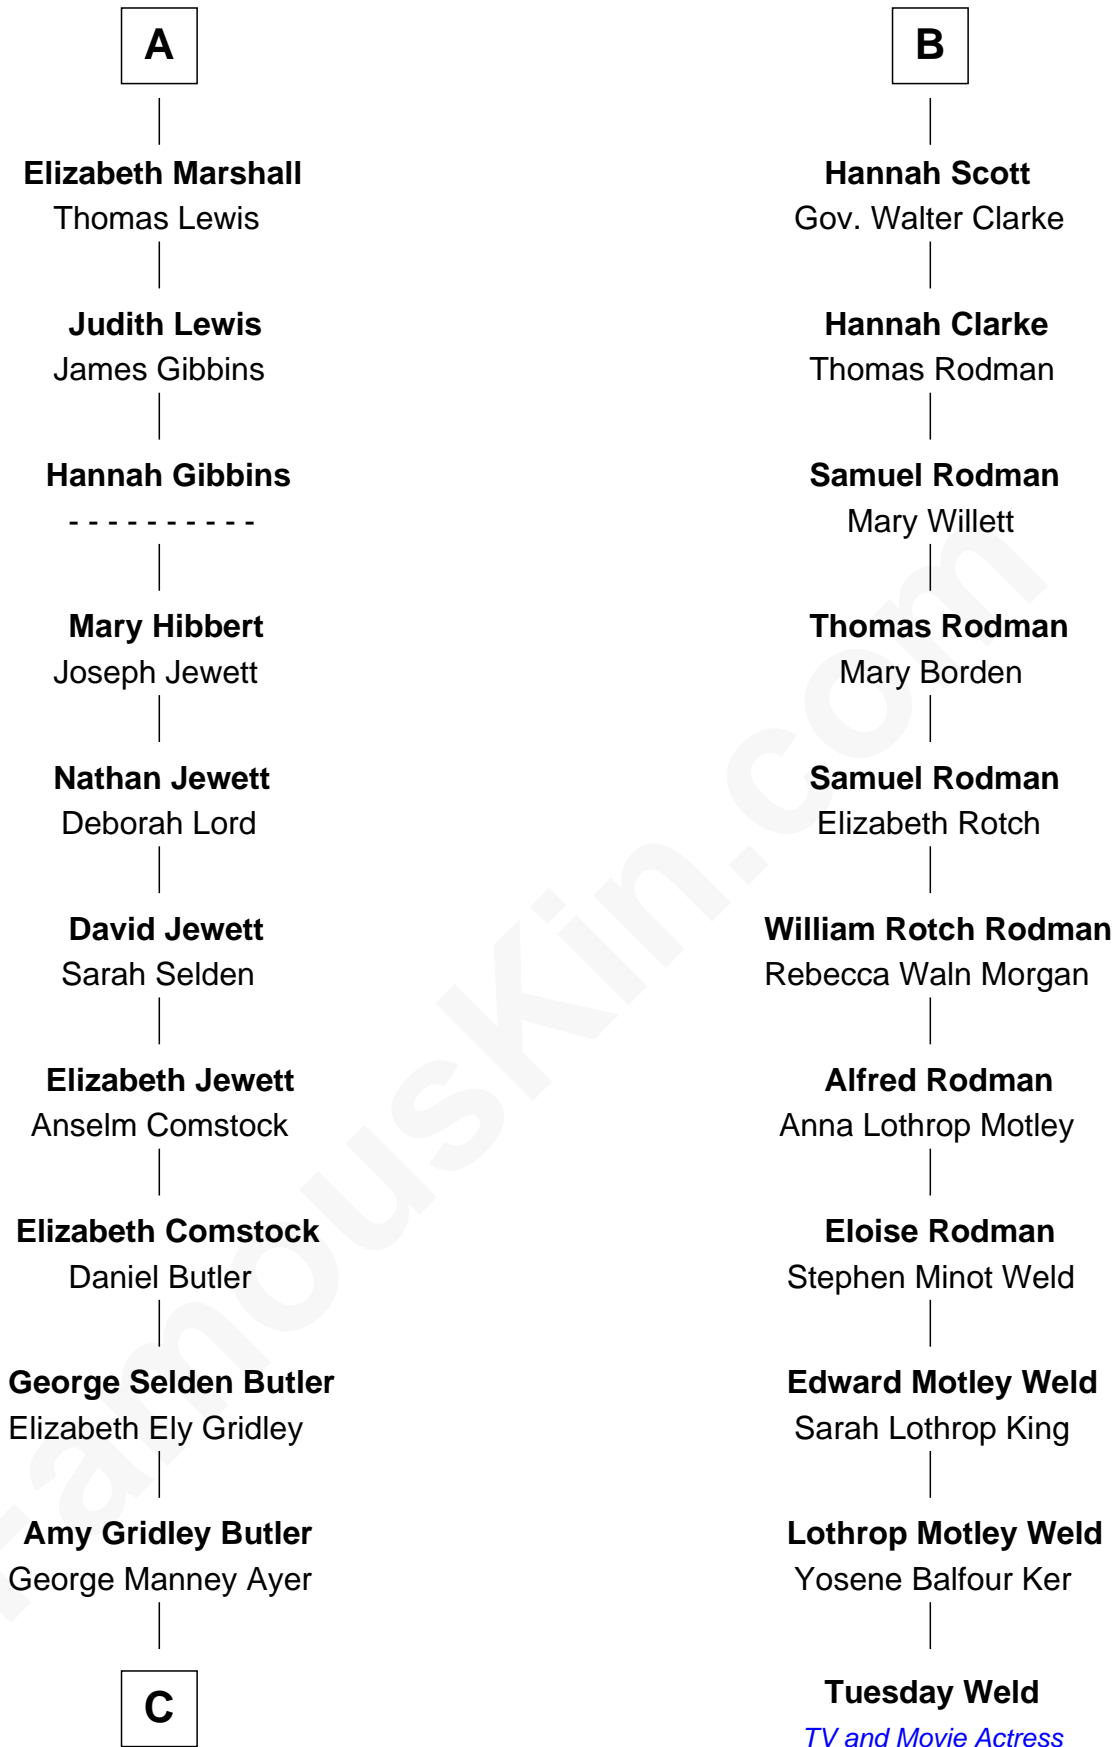 A
Elizabeth Marshall
Thomas Lewis
Judith Lewis
James Gibbins
Hannah Gibbins
- - - - - - - - - -
Mary Hibbert
Joseph Jewett
Nathan Jewett
Deborah Lord
David Jewett
Sarah Selden
Elizabeth Jewett
Anselm Comstock
Elizabeth Comstock
Daniel Butler
George Selden Butler
Elizabeth Ely Gridley
Amy Gridley Butler
George Manney Ayer
C
B
Hannah Scott
Gov. Walter Clarke
Hannah Clarke
Thomas Rodman
Samuel Rodman
Mary Willett
Thomas Rodman
Mary Borden
Samuel Rodman
Elizabeth Rotch
William Rotch Rodman
Rebecca Waln Morgan
Alfred Rodman
Anna Lothrop Motley
Eloise Rodman
Stephen Minot Weld
Edward Motley Weld
Sarah Lothrop King
Lothrop Motley Weld
Yosene Balfour Ker
Tuesday Weld
TV and Movie Actress
FamousKin.com